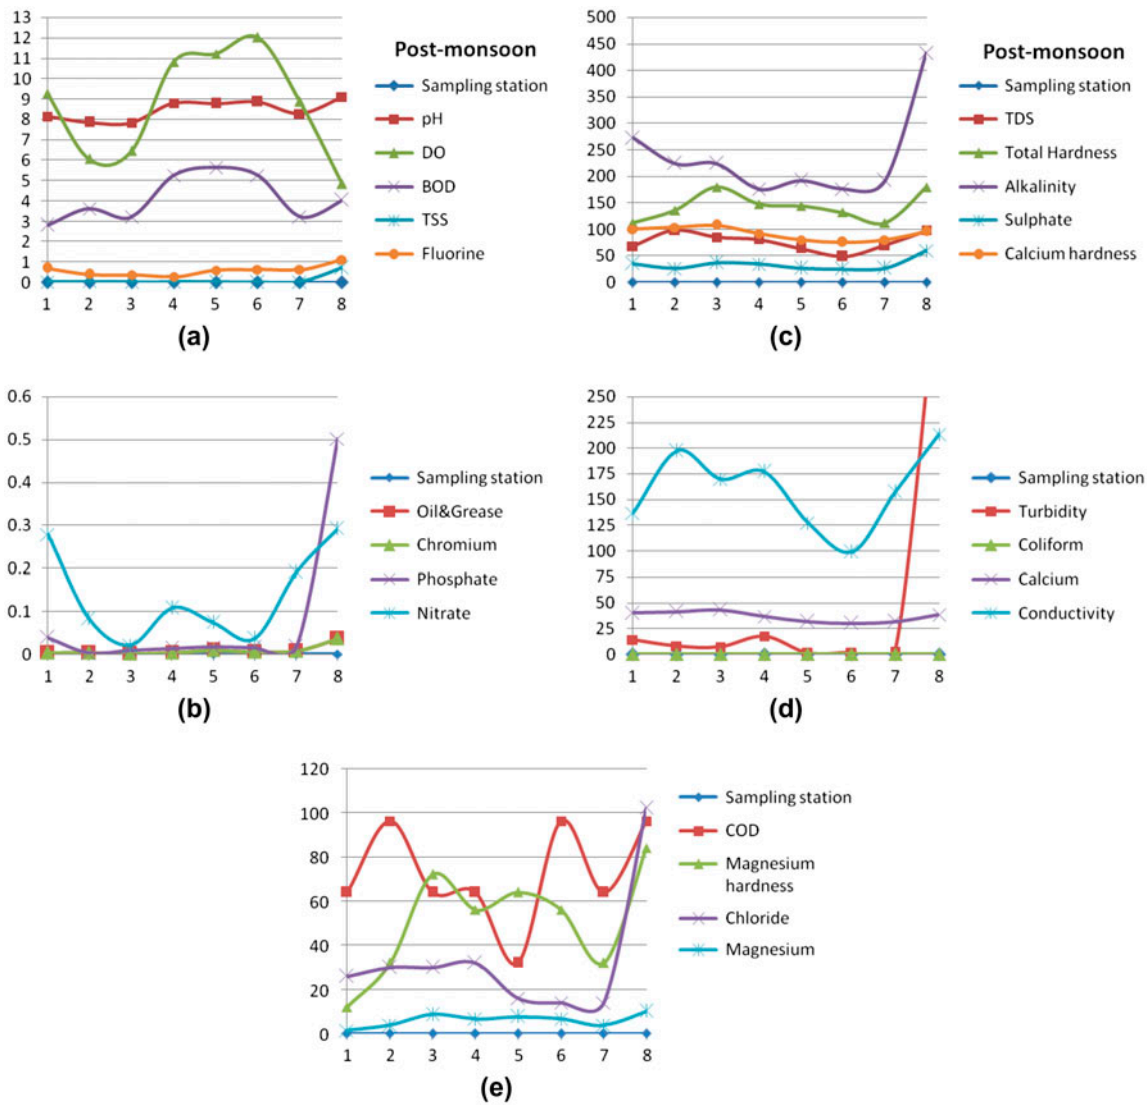 13
12
11
10
9
8
7
6
5
4
3
2
1
0
1 2 3 4 5 6 7 8
Post-monsoon
Sampling station
pH
DO
BOD
TSS
Fluorine
(a)
500
450
400
350
300
250
200
150
100
50
0
1 2 3 4 5 6 7 8
Post-monsoon
Sampling station
TDS
Total Hardness
Alkalinity
Sulphate
Calcium hardness
(c)
0.6
0.5
0.4
0.3
0.2
0.1
0
1 2 3 4 5 6 7 8
Sampling station
Oil&Grease
Chromium
Phosphate
Nitrate
(b)
250
225
200
175
150
125
100
75
50
25
0
1 2 3 4 5 6 7 8
Sampling station
Turbidity
Coliform
Calcium
Conductivity
(d)
120
100
80
60
40
20
0
1 2 3 4 5 6 7 8
Sampling station
COD
Magnesium
hardness
Chloride
Magnesium
(e)